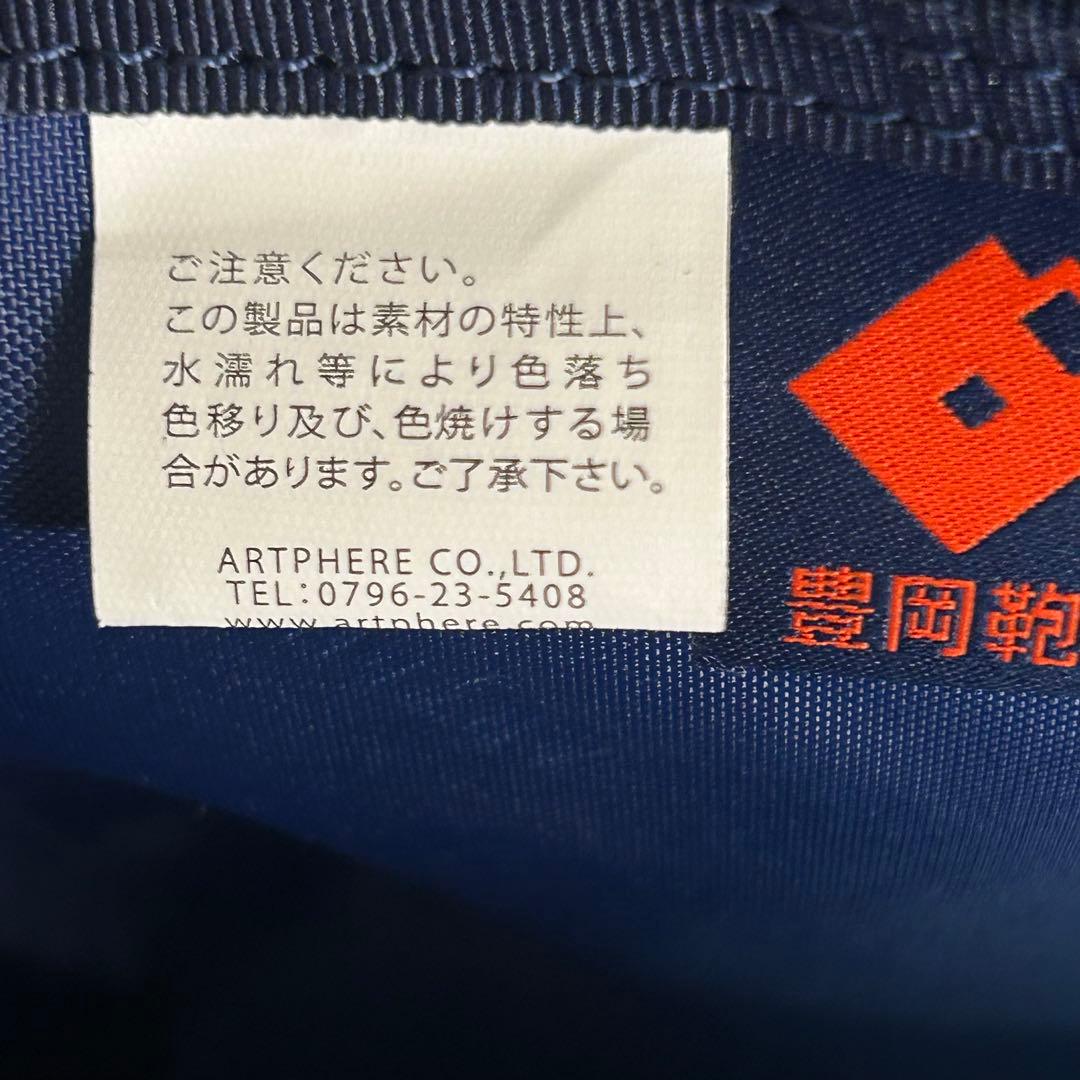 ご注意ください。
この製品は素材の特性上、
水濡れ等により色落ち
色移り及び、色焼けする場
合があります。ご了承下さい。
ARTPHERE CO.,LTD.
TEL:0796-23-5408
www.artphere.com
豊岡鞄